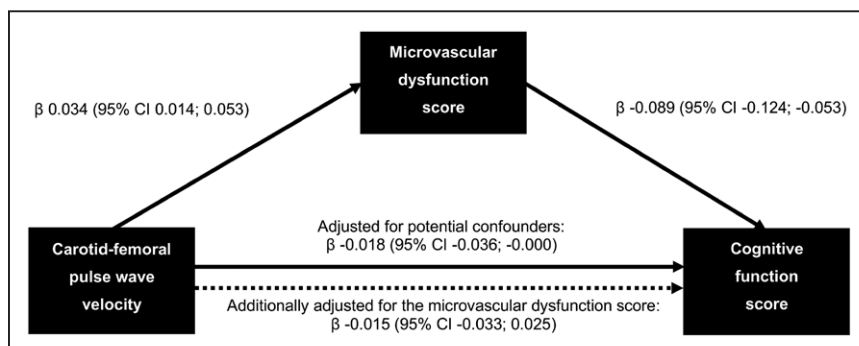 Microvascular
dysfunction
score
β 0.034 (95% CI 0.014; 0.053)
β -0.089 (95% CI -0.124; -0.053)
Carotid-femoral
pulse wave
velocity
Adjusted for potential confounders:
β -0.018 (95% CI -0.036; -0.000)
Additionally adjusted for the microvascular dysfunction score:
β -0.015 (95% CI -0.033; 0.025)
Cognitive
function
score